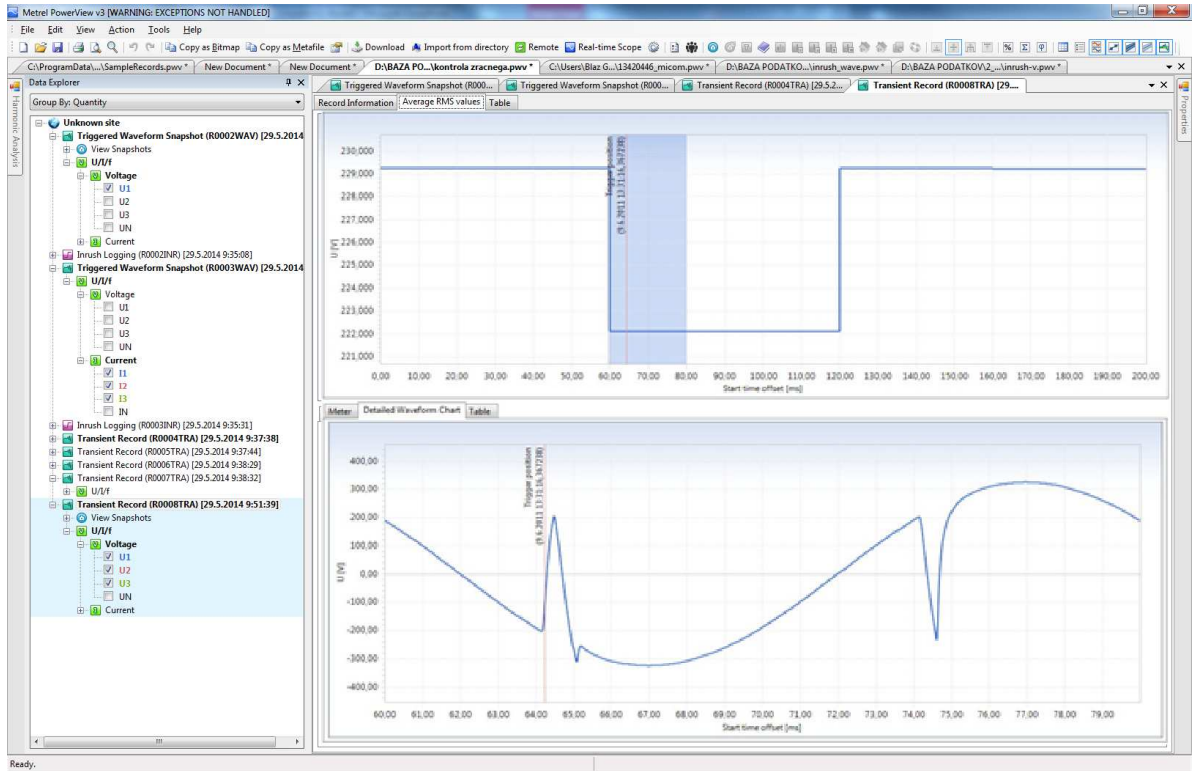 Metrel PowerView v3 [WARNING: EXCEPTIONS NOT HANDLED]
File Edit View Action Tools Help
Copy as Bitmap Copy as Metafile Download Import from directory Remote Real-time Scope
C:\ProgramData\...\SampleRecords.pwv * New Document * New Document * D:\BAZA PO...\kontrola zracnega.pwv * C:\Users\Blaz G...\13420446_micom.pwv * D:\BAZA PODATKO...\inrush_wave.pwv * D:\BAZA PODATKOV\2_...\inrush-v.pwv *
Harmonic Analysis
Data Explorer
Group By: Quantity
Unknown site
Triggered Waveform Snapshot (R0002WAV) [29.5.2014
View Snapshots
U/I/f
Voltage
U1
U2
U3
UN
Current
Inrush Logging (R0002INR) [29.5.2014 9:35:08]
Triggered Waveform Snapshot (R0003WAV) [29.5.2014
U/I/f
Voltage
U1
U2
U3
UN
Current
I1
I2
I3
IN
Inrush Logging (R0003INR) [29.5.2014 9:35:31]
Transient Record (R0004TRA) [29.5.2014 9:37:38]
Transient Record (R0005TRA) [29.5.2014 9:37:44]
Transient Record (R0006TRA) [29.5.2014 9:38:29]
Transient Record (R0007TRA) [29.5.2014 9:38:32]
U/I/f
Transient Record (R0008TRA) [29.5.2014 9:51:39]
View Snapshots
U/I/f
Voltage
U1
U2
U3
UN
Current
Triggered Waveform Snapshot (R000... Triggered Waveform Snapshot (R000... Transient Record (R0004TRA) [29.5.2... Transient Record (R0008TRA) [29....
Properties
Record Information Average RMS values Table
230,000
229,000
228,000
227,000
226,000
225,000
224,000
223,000
222,000
221,000
U [V]
Trigger position
(9.6.2011 13:31:16,367238)
0,00 10,00 20,00 30,00 40,00 50,00 60,00 70,00 80,00 90,00 100,00 110,00 120,00 130,00 140,00 150,00 160,00 170,00 180,00 190,00 200,00
Start time offset [ms]
Meter Detailed Waveform Chart Table
400,00
300,00
200,00
100,00
0,00
-100,00
-200,00
-300,00
-400,00
U [V]
Trigger position
(9.6.2011 13:31:16,367238)
60,00 61,00 62,00 63,00 64,00 65,00 66,00 67,00 68,00 69,00 70,00 71,00 72,00 73,00 74,00 75,00 76,00 77,00 78,00 79,00
Start time offset [ms]
Ready.